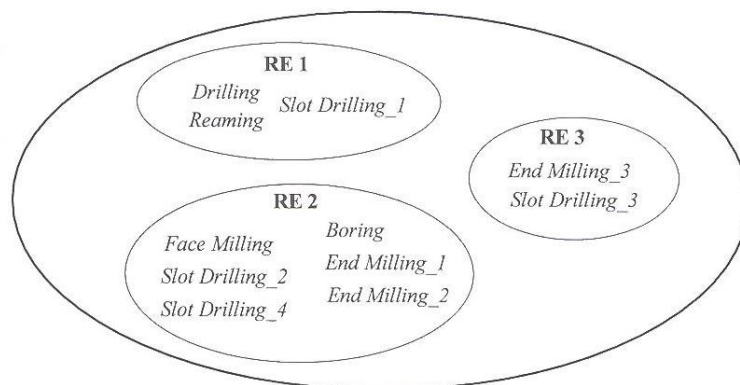 RE 1
Drilling
Reaming
Slot Drilling_1
RE 3
End Milling_3
Slot Drilling_3
RE 2
Face Milling
Slot Drilling_2
Slot Drilling_4
Boring
End Milling_1
End Milling_2